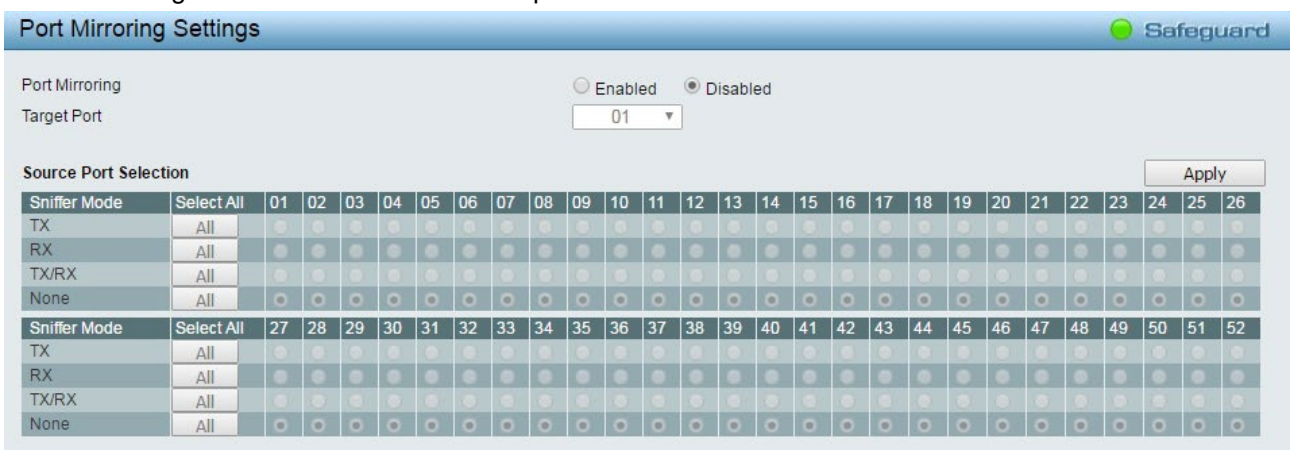 Port Mirroring Settings Safeguard
Port Mirroring Enabled Disabled
Target Port 01
Source Port Selection Apply
Sniffer Mode Select All 01 02 03 04 05 06 07 08 09 10 11 12 13 14 15 16 17 18 19 20 21 22 23 24 25 26
TX All
RX All
TX/RX All
None All
Sniffer Mode Select All 27 28 29 30 31 32 33 34 35 36 37 38 39 40 41 42 43 44 45 46 47 48 49 50 51 52
TX All
RX All
TX/RX All
None All